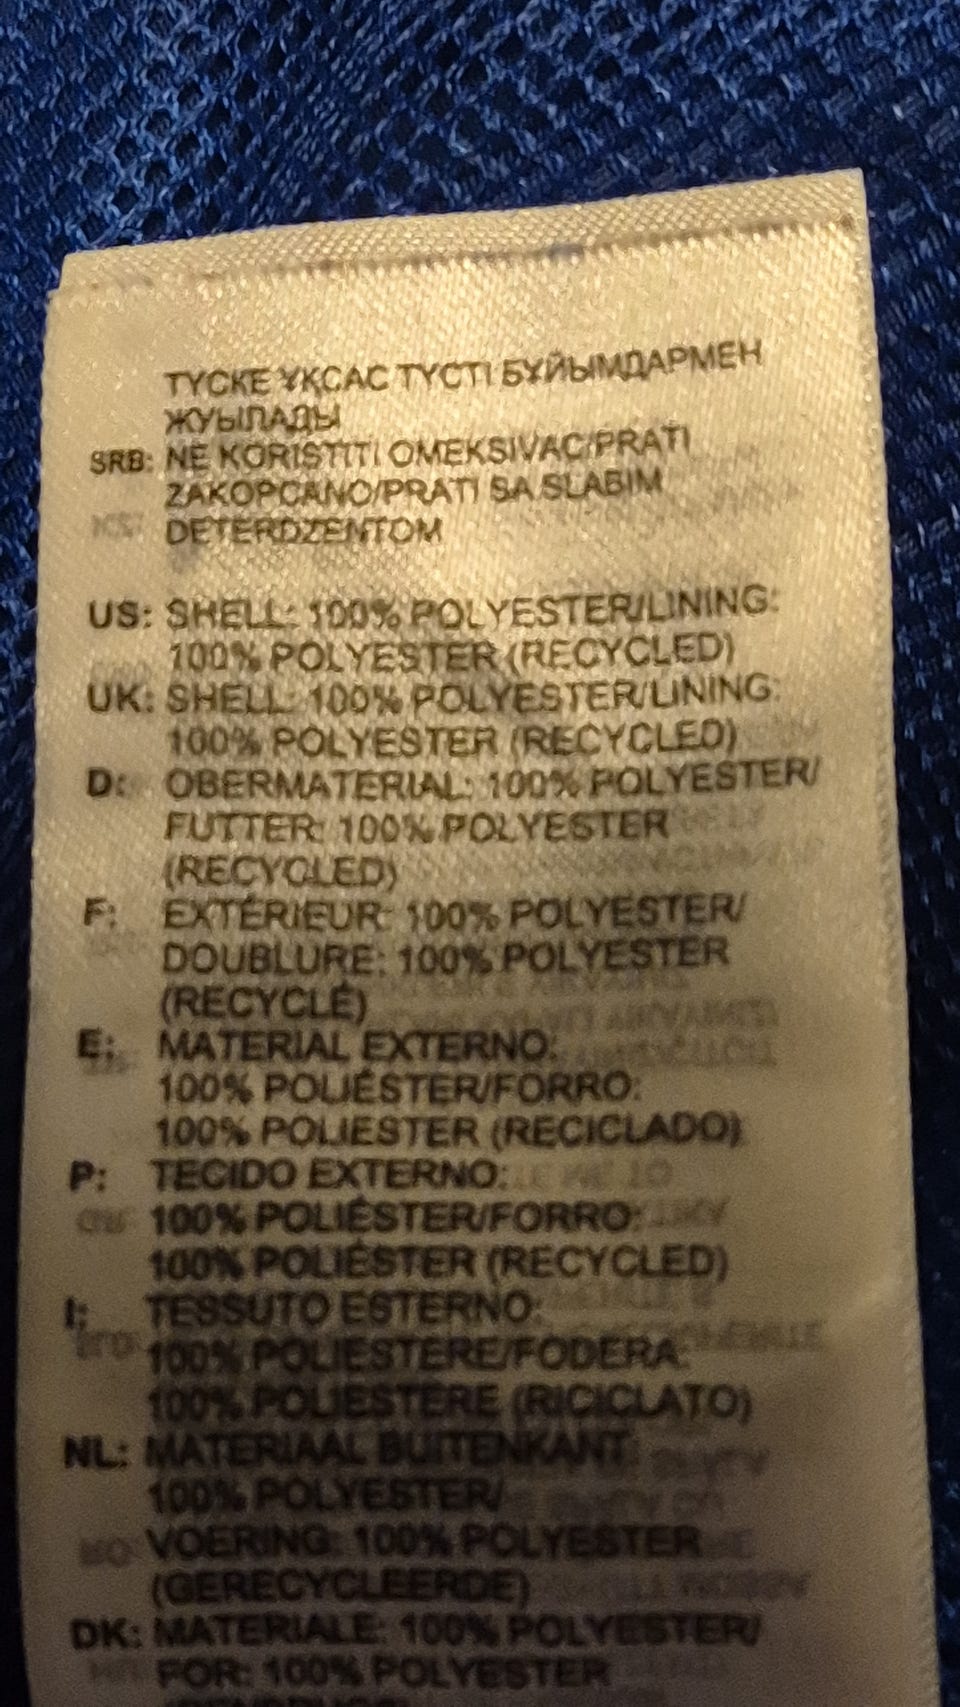 ТҮСКЕ ҰҚСАС ТҮСТІ БҰЙЫМДАРМЕН
ЖУЫЛАДЫ
SRB: NE KORISTITI OMEKSIVAC/PRATI
ZAKOPCANO/PRATI SA SLABIM
DETERDZENTOM
US: SHELL: 100% POLYESTER/LINING:
100% POLYESTER (RECYCLED)
UK: SHELL: 100% POLYESTER/LINING:
100% POLYESTER (RECYCLED)
D: OBERMATERIAL: 100% POLYESTER/
FUTTER: 100% POLYESTER
(RECYCLED)
F: EXTÉRIEUR: 100% POLYESTER/
DOUBLURE: 100% POLYESTER
(RECYCLÉ)
E: MATERIAL EXTERNO:
100% POLIÉSTER/FORRO:
100% POLIESTER (RECICLADO)
P: TECIDO EXTERNO:
100% POLIÉSTER/FORRO:
100% POLIÉSTER (RECYCLED)
I: TESSUTO ESTERNO:
100% POLIESTERE/FODERA:
100% POLIESTERE (RICICLATO)
NL: MATERIAAL BUITENKANT:
100% POLYESTER/
VOERING: 100% POLYESTER
(GERECYCLEERDE)
DK: MATERIALE: 100% POLYESTER/
FOR: 100% POLYESTER